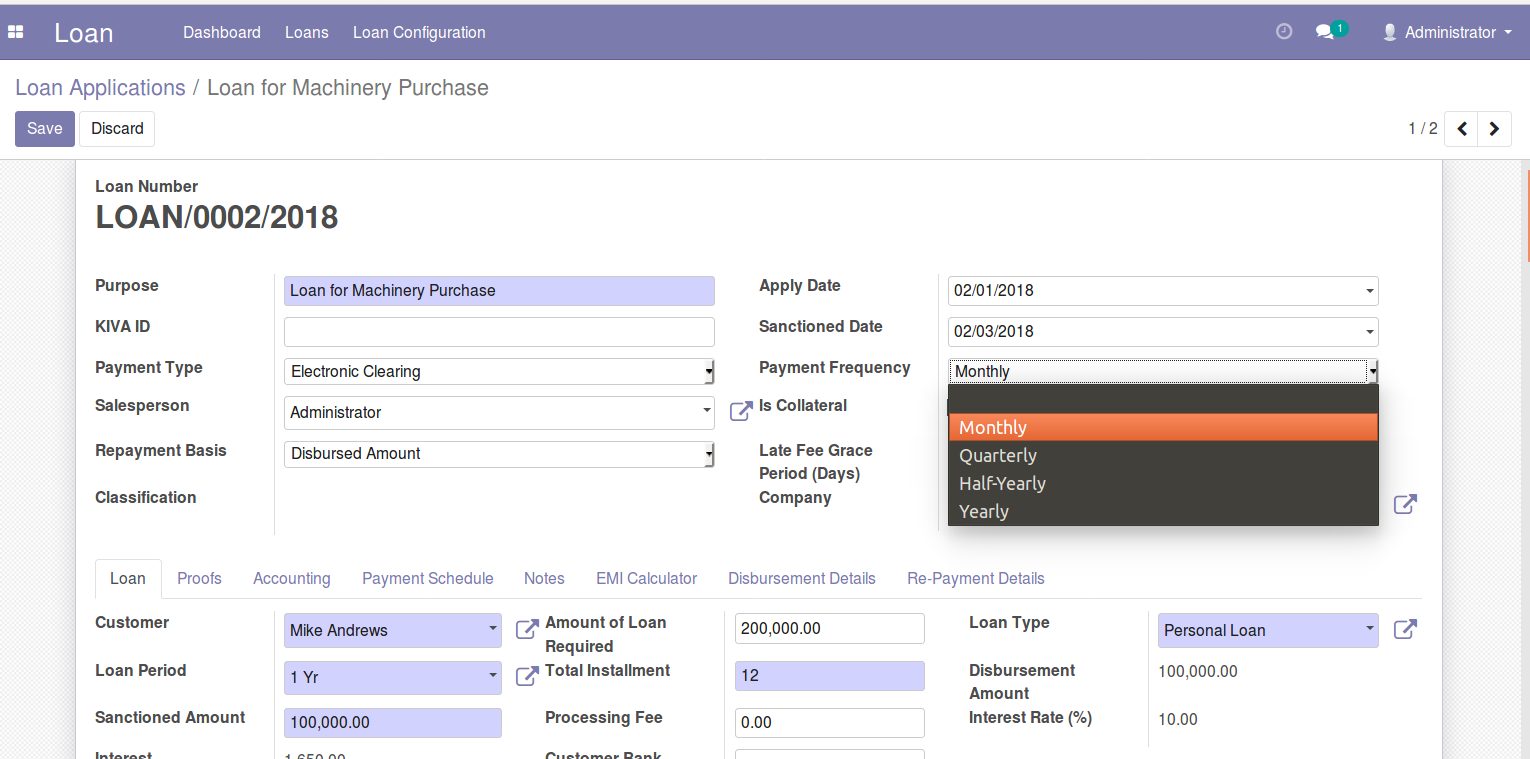 Loan Dashboard Loans Loan Configuration 1 Administrator
Loan Applications / Loan for Machinery Purchase
Save Discard 1 / 2
Loan Number
LOAN/0002/2018
Purpose Loan for Machinery Purchase Apply Date 02/01/2018
KIVA ID Sanctioned Date 02/03/2018
Payment Type Electronic Clearing Payment Frequency Monthly
Salesperson Administrator Is Collateral
Monthly
Repayment Basis Disbursed Amount Late Fee Grace
Period (Days)
Quarterly
Half-Yearly
Classification Company
Yearly
Loan Proofs Accounting Payment Schedule Notes EMI Calculator Disbursement Details Re-Payment Details
Customer Mike Andrews Amount of Loan
Required 200,000.00 Loan Type Personal Loan
Loan Period 1 Yr Total Installment 12 Disbursement
Amount 100,000.00
Sanctioned Amount 100,000.00 Processing Fee 0.00 Interest Rate (%) 10.00
Interest 1,650.00 Customer Bank